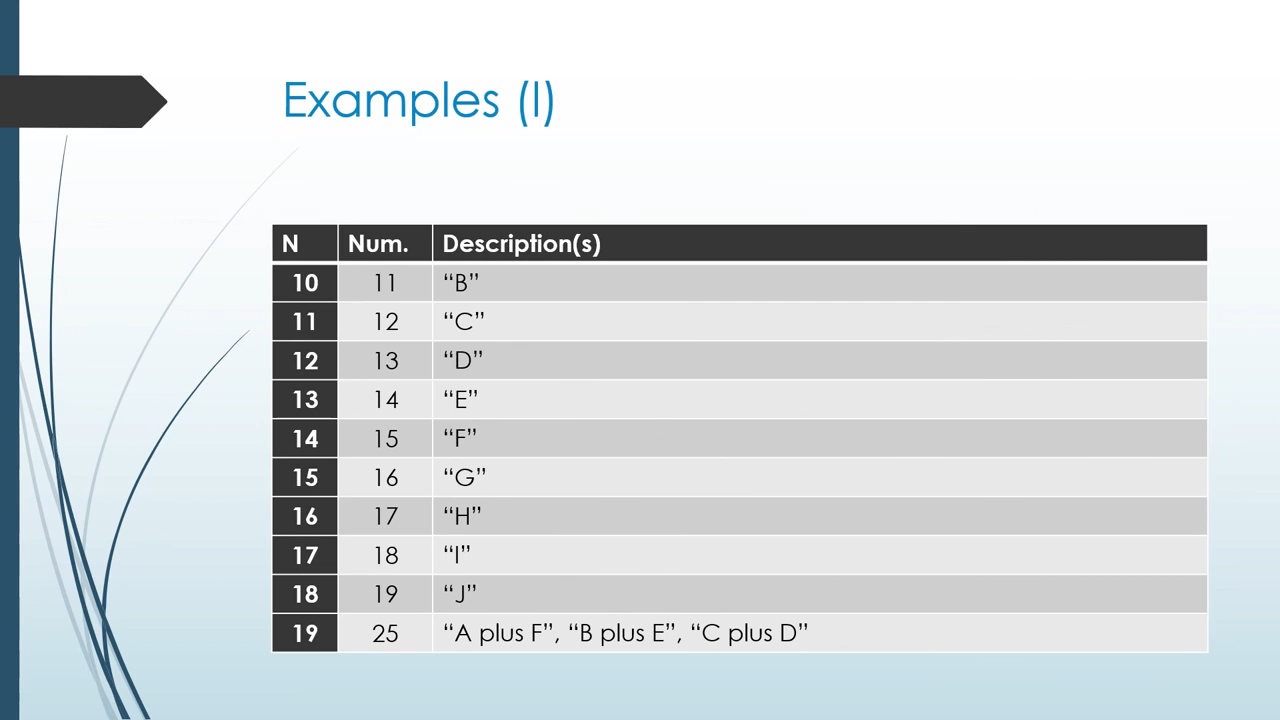 Examples (I)
N Num. Description(s)
10 11 “B”
11 12 “C”
12 13 “D”
13 14 “E”
14 15 “F”
15 16 “G”
16 17 “H”
17 18 “I”
18 19 “J”
19 25 “A plus F”, “B plus E”, “C plus D”